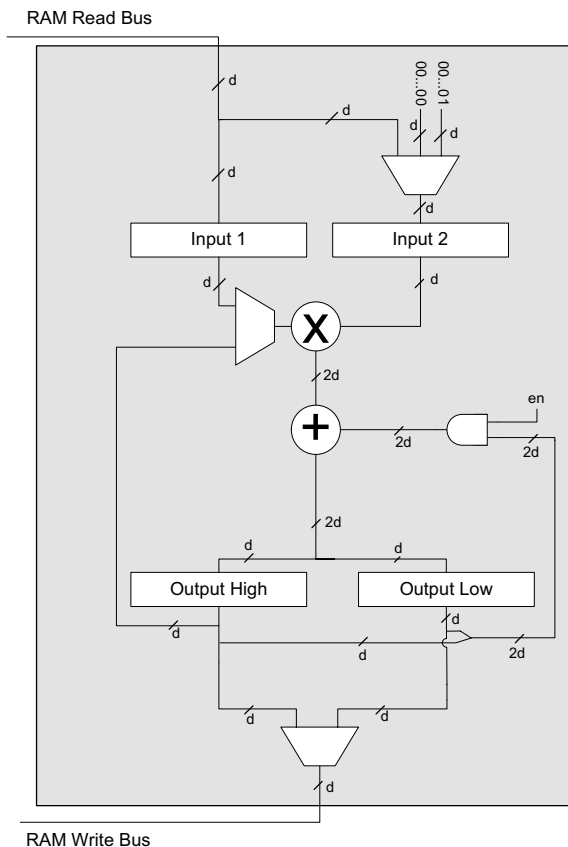 RAM Read Bus
d
00...00
00...01
d
d
d
d
d
Input 1
Input 2
d
d
X
2d
en
+
2d
2d
2d
d
d
Output High
Output Low
d
d
d
2d
d
d
d
RAM Write Bus